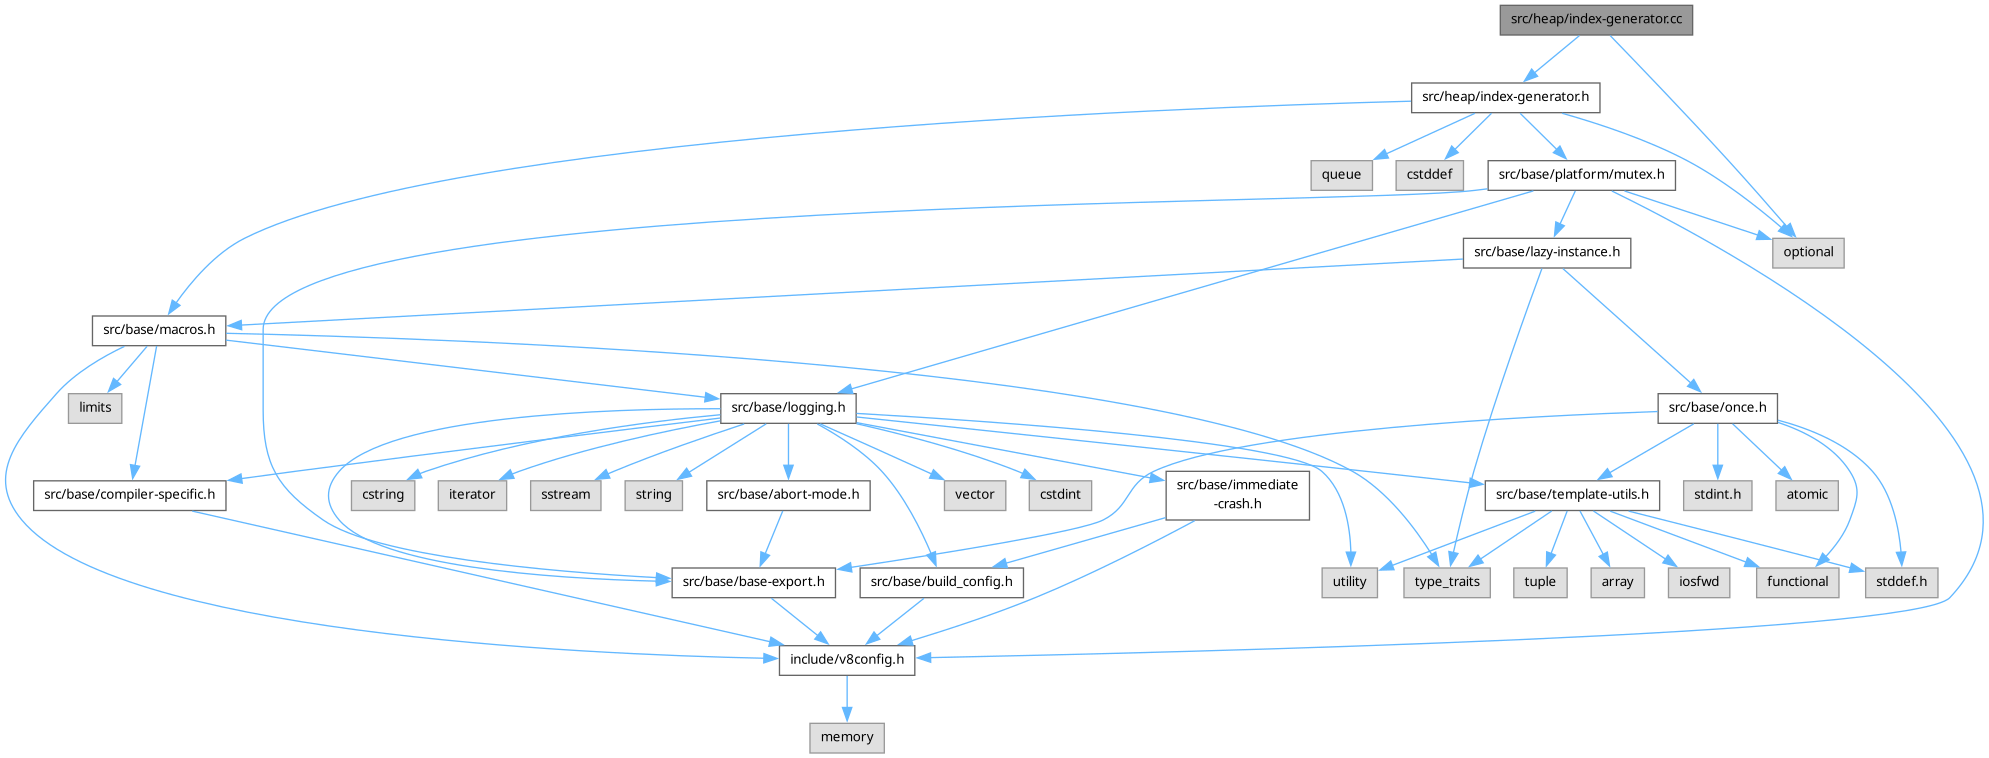 src/heap/index-generator.cc
src/heap/index-generator.h
queue
cstddef
src/base/platform/mutex.h
src/base/lazy-instance.h
optional
src/base/macros.h
limits
src/base/logging.h
src/base/once.h
src/base/compiler-specific.h
cstring
iterator
sstream
string
src/base/abort-mode.h
vector
cstdint
src/base/immediate
-crash.h
src/base/template-utils.h
stdint.h
atomic
src/base/base-export.h
src/base/build_config.h
utility
type_traits
tuple
array
iosfwd
functional
stddef.h
include/v8config.h
memory